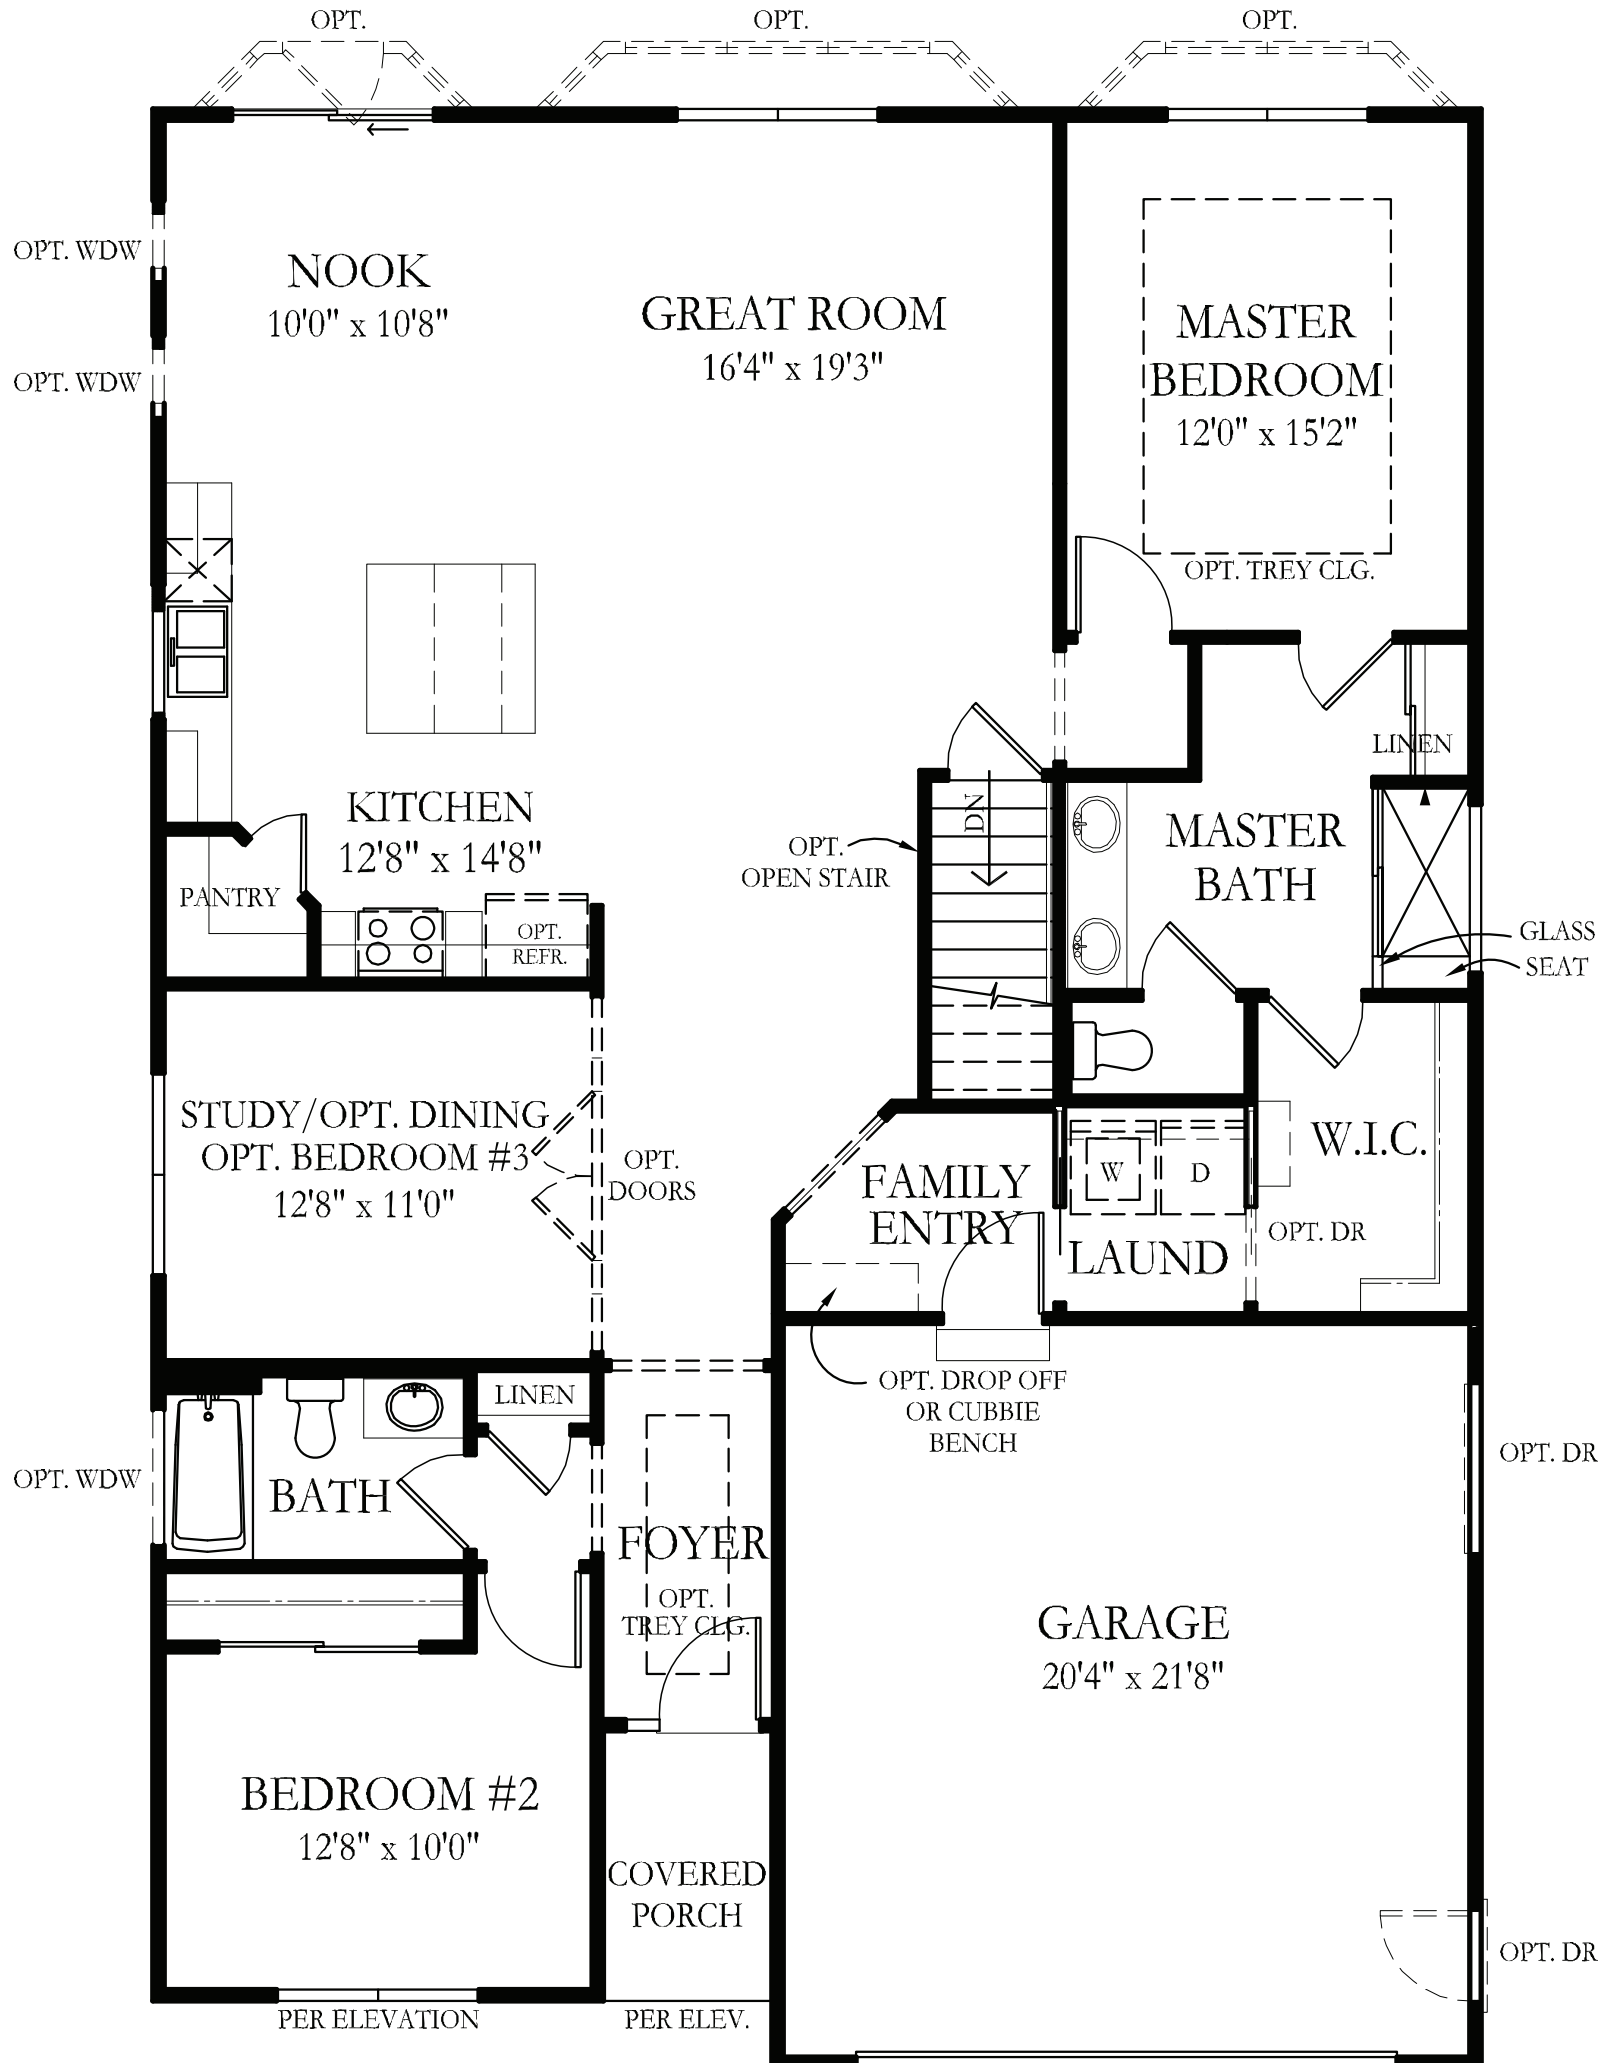 OPT.
OPT.
OPT.
OPT. WDW
NOOK
10'0" x 10'8"
GREAT ROOM
16'4" x 19'3"
MASTER
BEDROOM
12'0" x 15'2"
OPT. WDW
OPT. TREY CLG.
LINEN
KITCHEN
12'8" x 14'8"
DN
OPT.
OPEN STAIR
MASTER
BATH
PANTRY
OPT.
REFR.
GLASS
SEAT
STUDY/OPT. DINING
OPT. BEDROOM #3
12'8" x 11'0"
OPT.
DOORS
FAMILY
ENTRY
W
D
W.I.C.
LAUND
OPT. DR
OPT. DROP OFF
OR CUBBIE
BENCH
LINEN
OPT. WDW
BATH
FOYER
OPT.
TREY CLG.
OPT. DR
GARAGE
20'4" x 21'8"
BEDROOM #2
12'8" x 10'0"
COVERED
PORCH
OPT. DR
PER ELEVATION
PER ELEV.